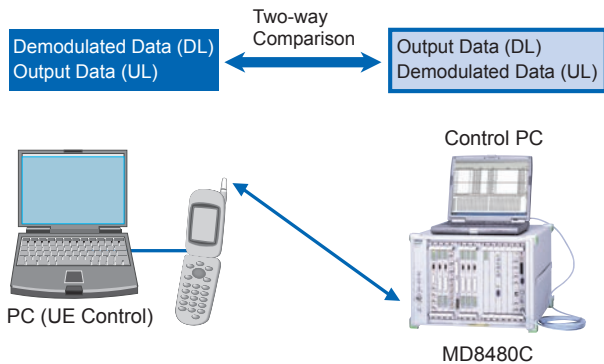 Two-way
Comparison
Demodulated Data (DL)
Output Data (UL)
Output Data (DL)
Demodulated Data (UL)
Control PC
PC (UE Control)
MD8480C